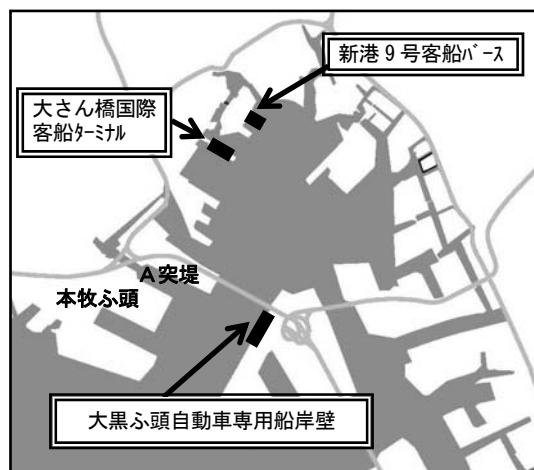 新港9号客船ﾊﾞｰｽ
大さん橋国際
客船ﾀｰﾐﾅﾙ
A突堤
本牧ふ頭
大黒ふ頭自動車専用船岸壁